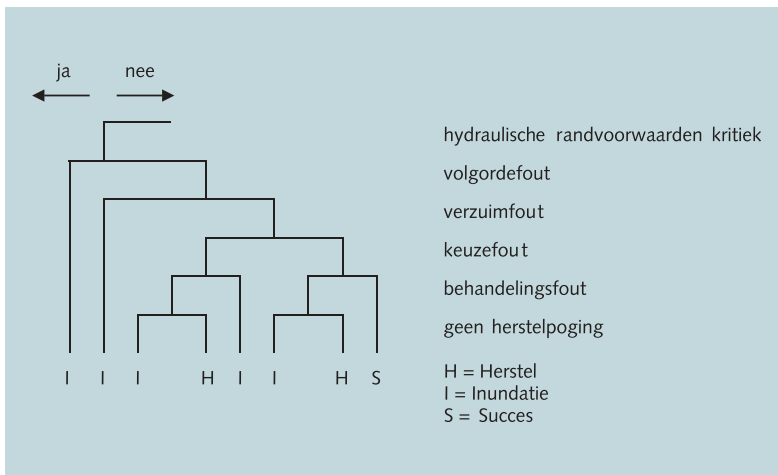 ja nee
hydraulische randvoorwaarden kritiek
volgordefout
verzuimfout
keuzefout
behandelingsfout
geen herstelpoging
I I I H I I H S
H = Herstel
I = Inundatie
S = Succes